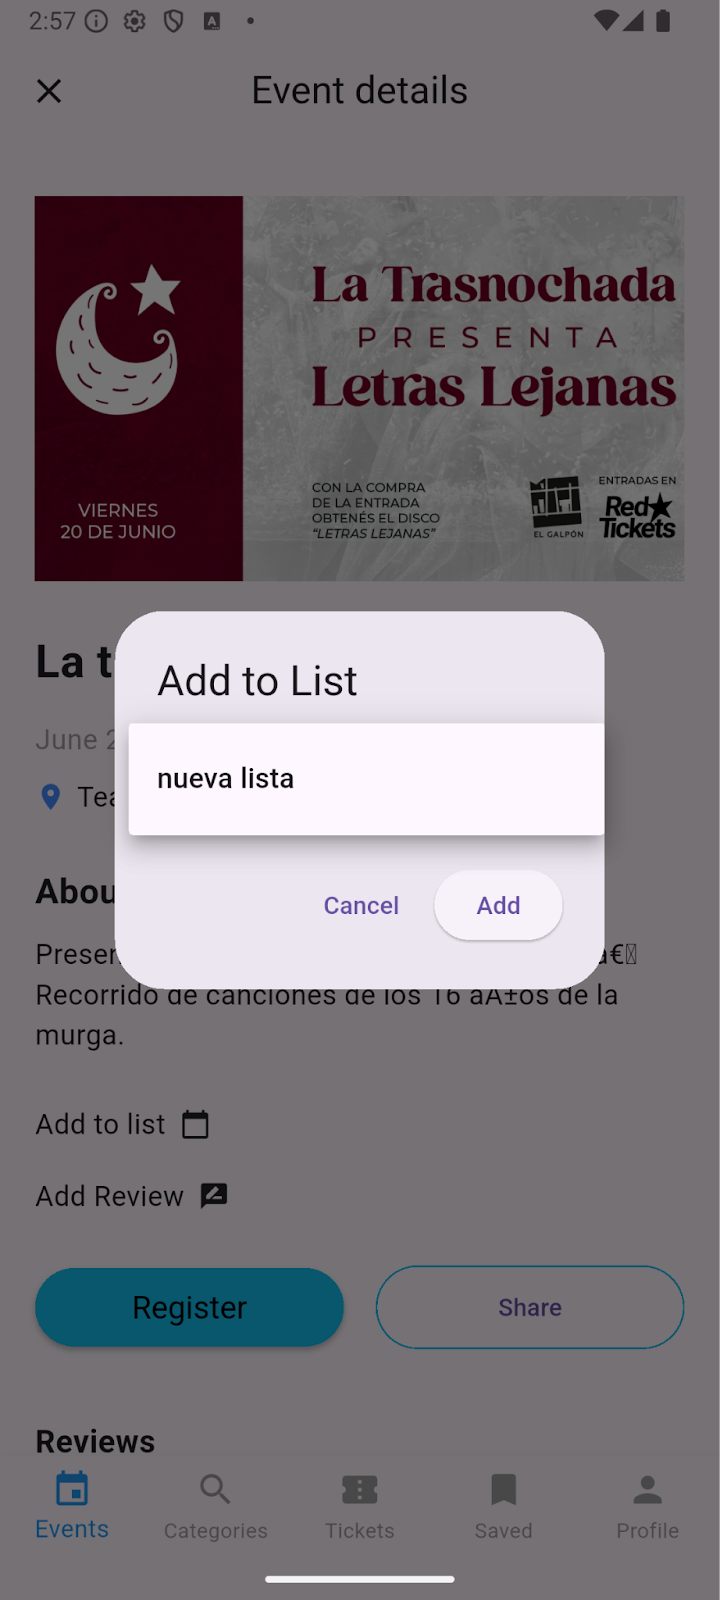 2:57
Event details
La Trasnochada
PRESENTA
Letras Lejanas
VIERNES
20 DE JUNIO
CON LA COMPRA
DE LA ENTRADA
OBTENÉS EL DISCO
“LETRAS LEJANAS”
EL GALPÓN
ENTRADAS EN
Red
Tickets
La t
Add to List
June 2
nueva lista
Tea
Abou
Cancel
Add
Presen
Recorrido de canciones de los 16 aÃ±os de la
murga.
Add to list
Add Review
Register
Share
Reviews
Events
Categories
Tickets
Saved
Profile